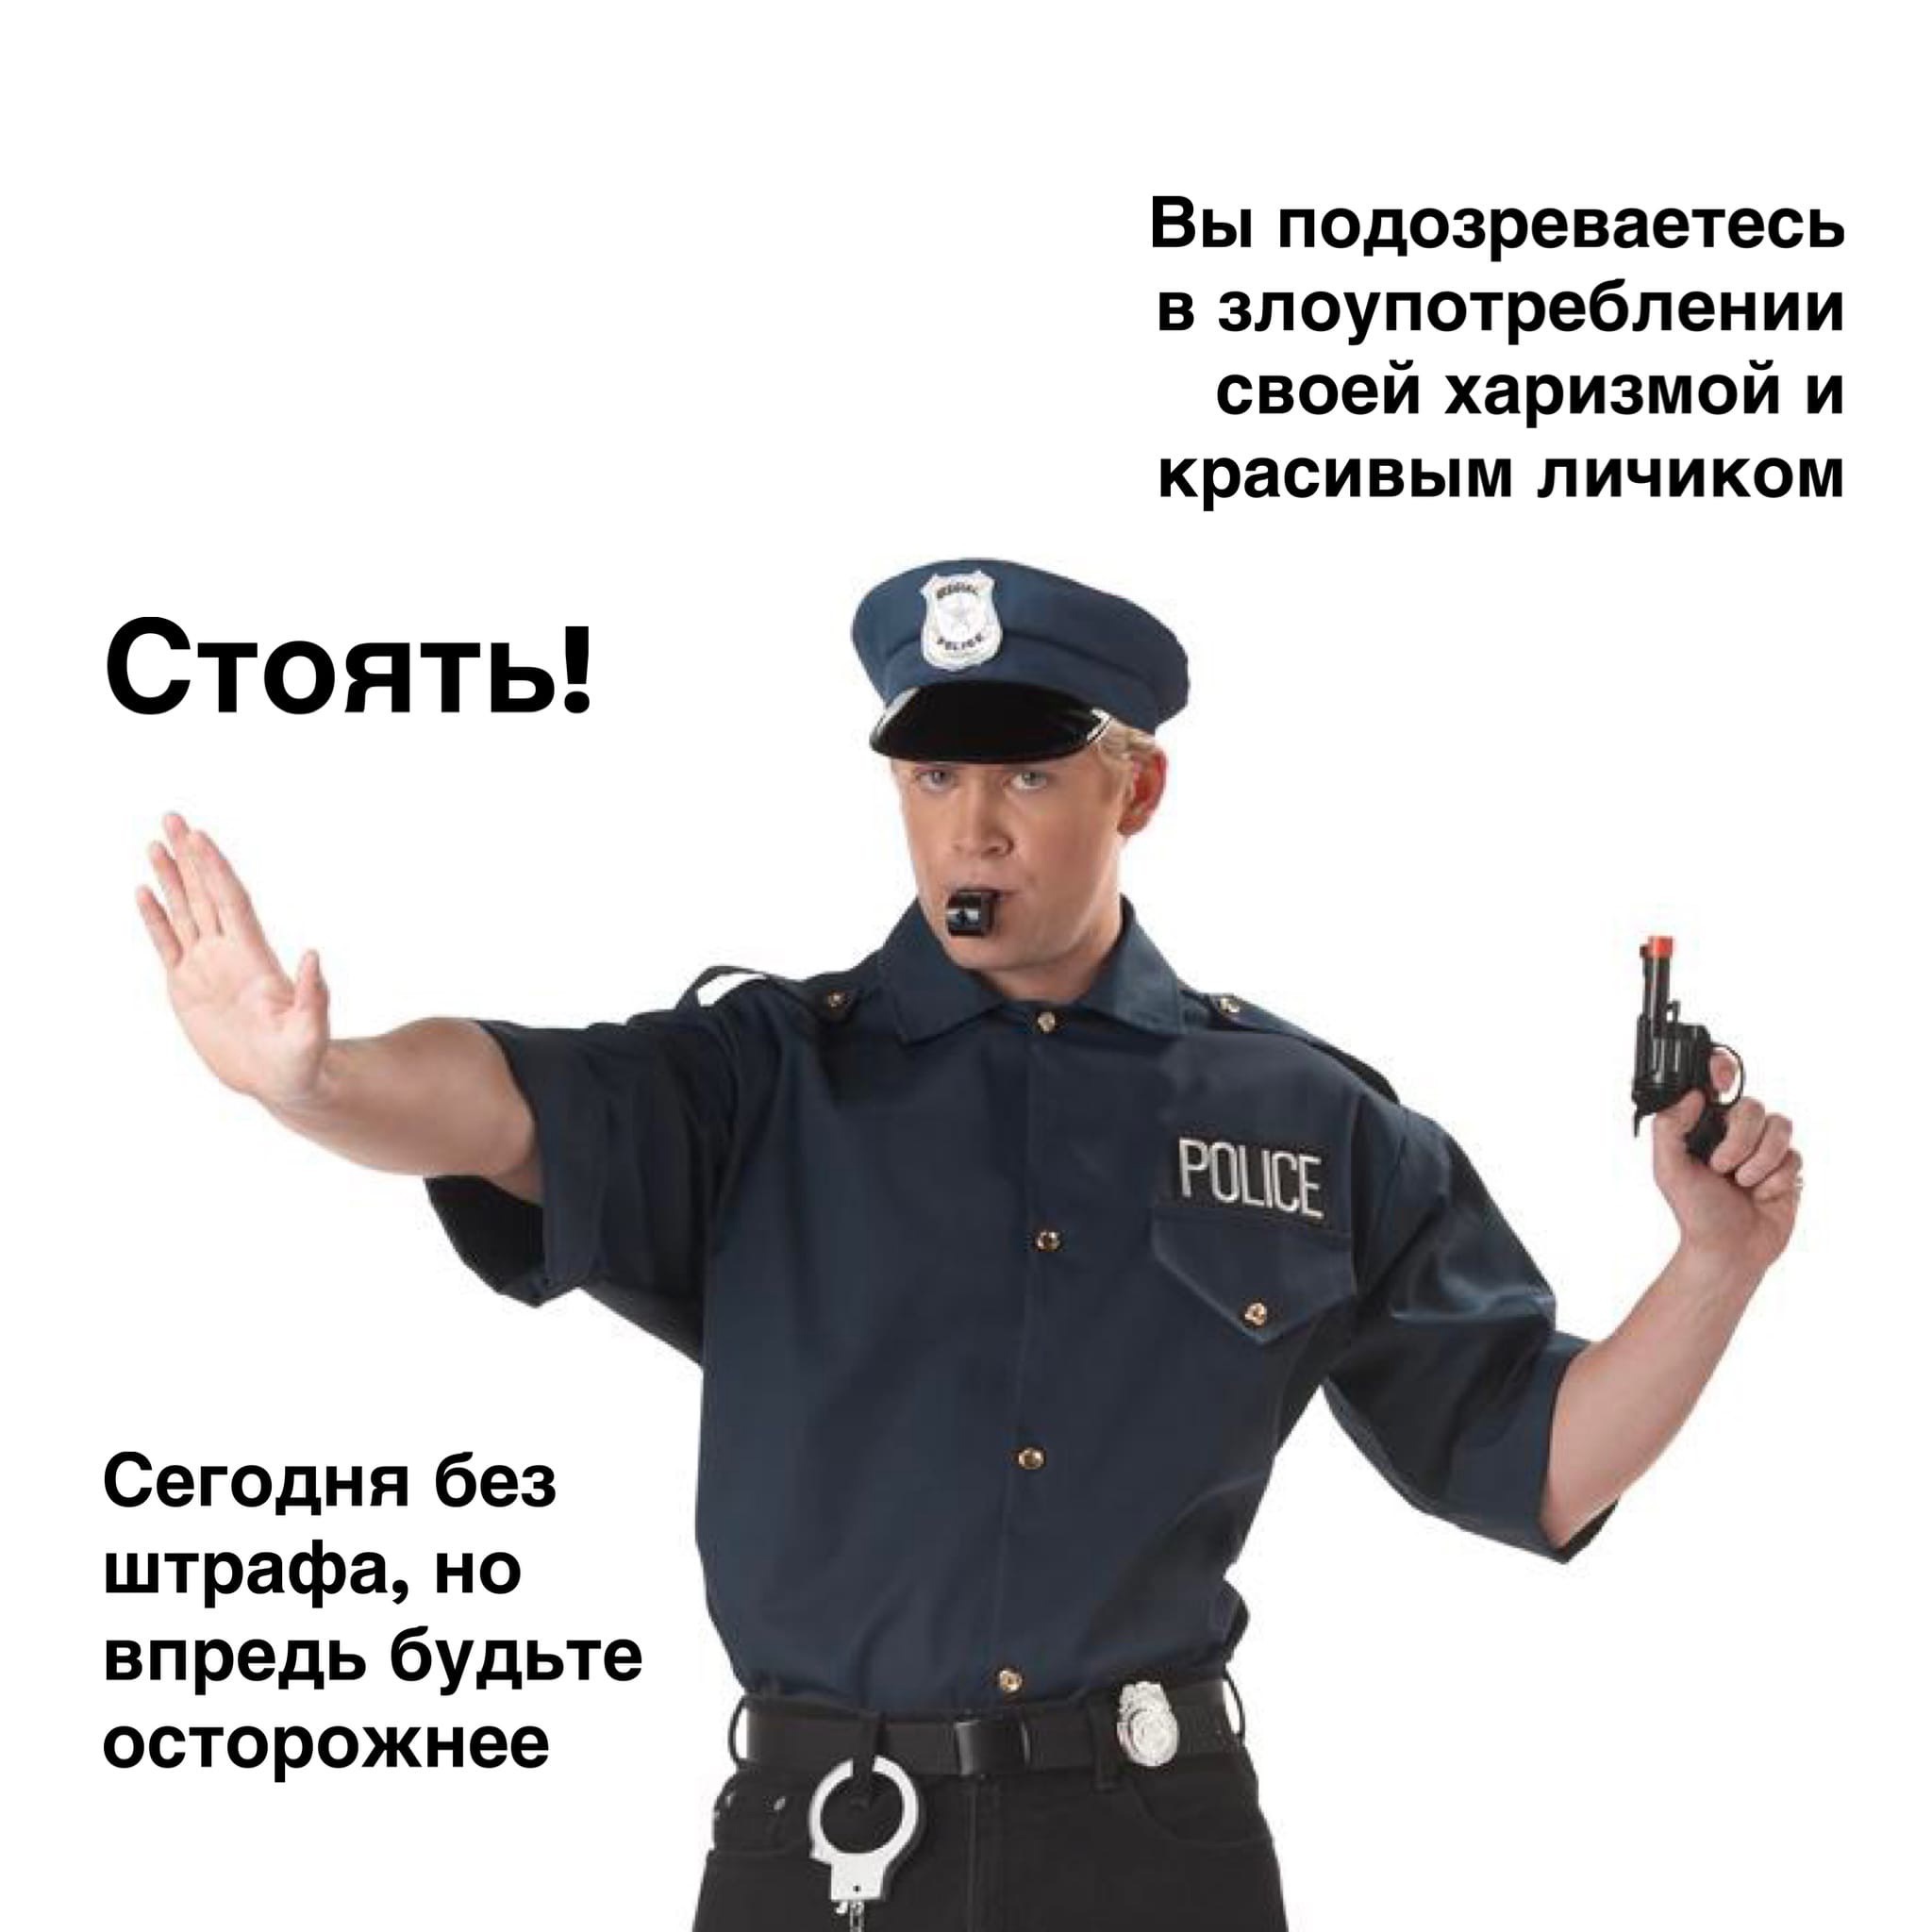 Стоять!
Вы подозреваетесь
в злоупотреблении
своей харизмой и
красивым личиком
POLICE
Сегодня без
штрафа, но
впредь будьте
осторожнее